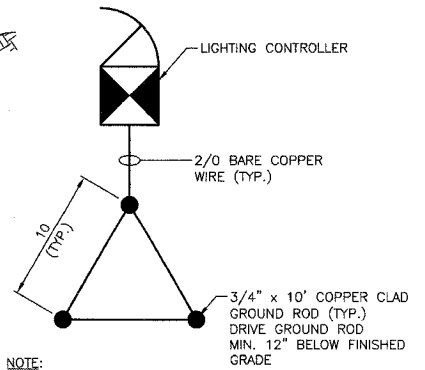 LIGHTING CONTROLLER
2/0 BARE COPPER
WIRE (TYP.)
10
(TYP.)
3/4" x 10' COPPER CLAD
GROUND ROD (TYP.)
DRIVE GROUND ROD
MIN. 12" BELOW FINISHED
GRADE
NOTE: